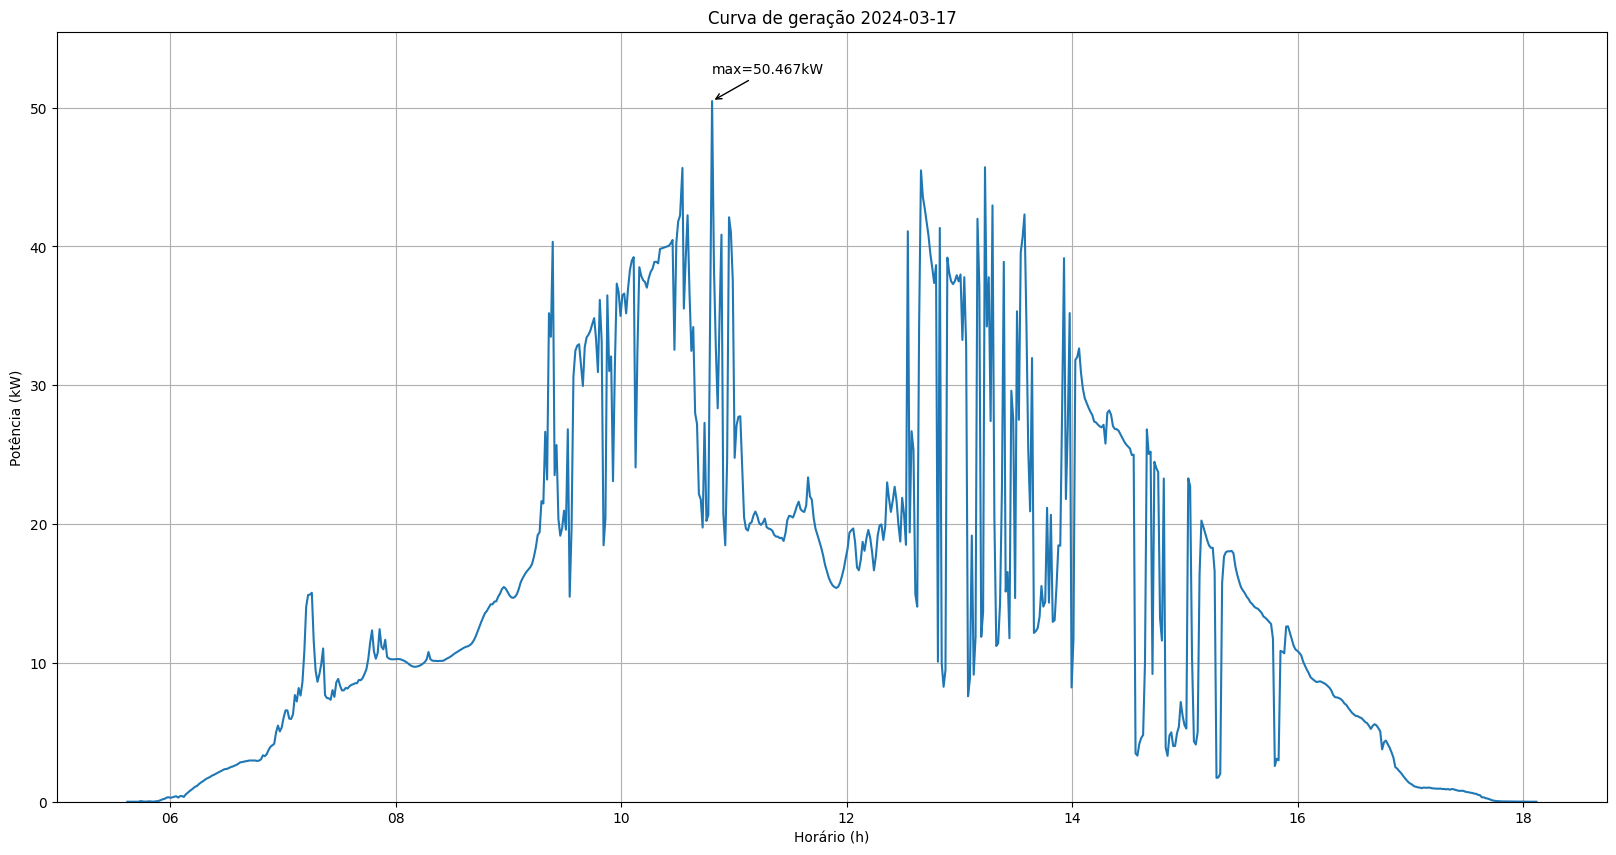 Curva de geração 2024-03-17
max=50.467kW
50
40
30
20
10
0
Potência (kW)
06 08 10 12 14 16 18
Horário (h)